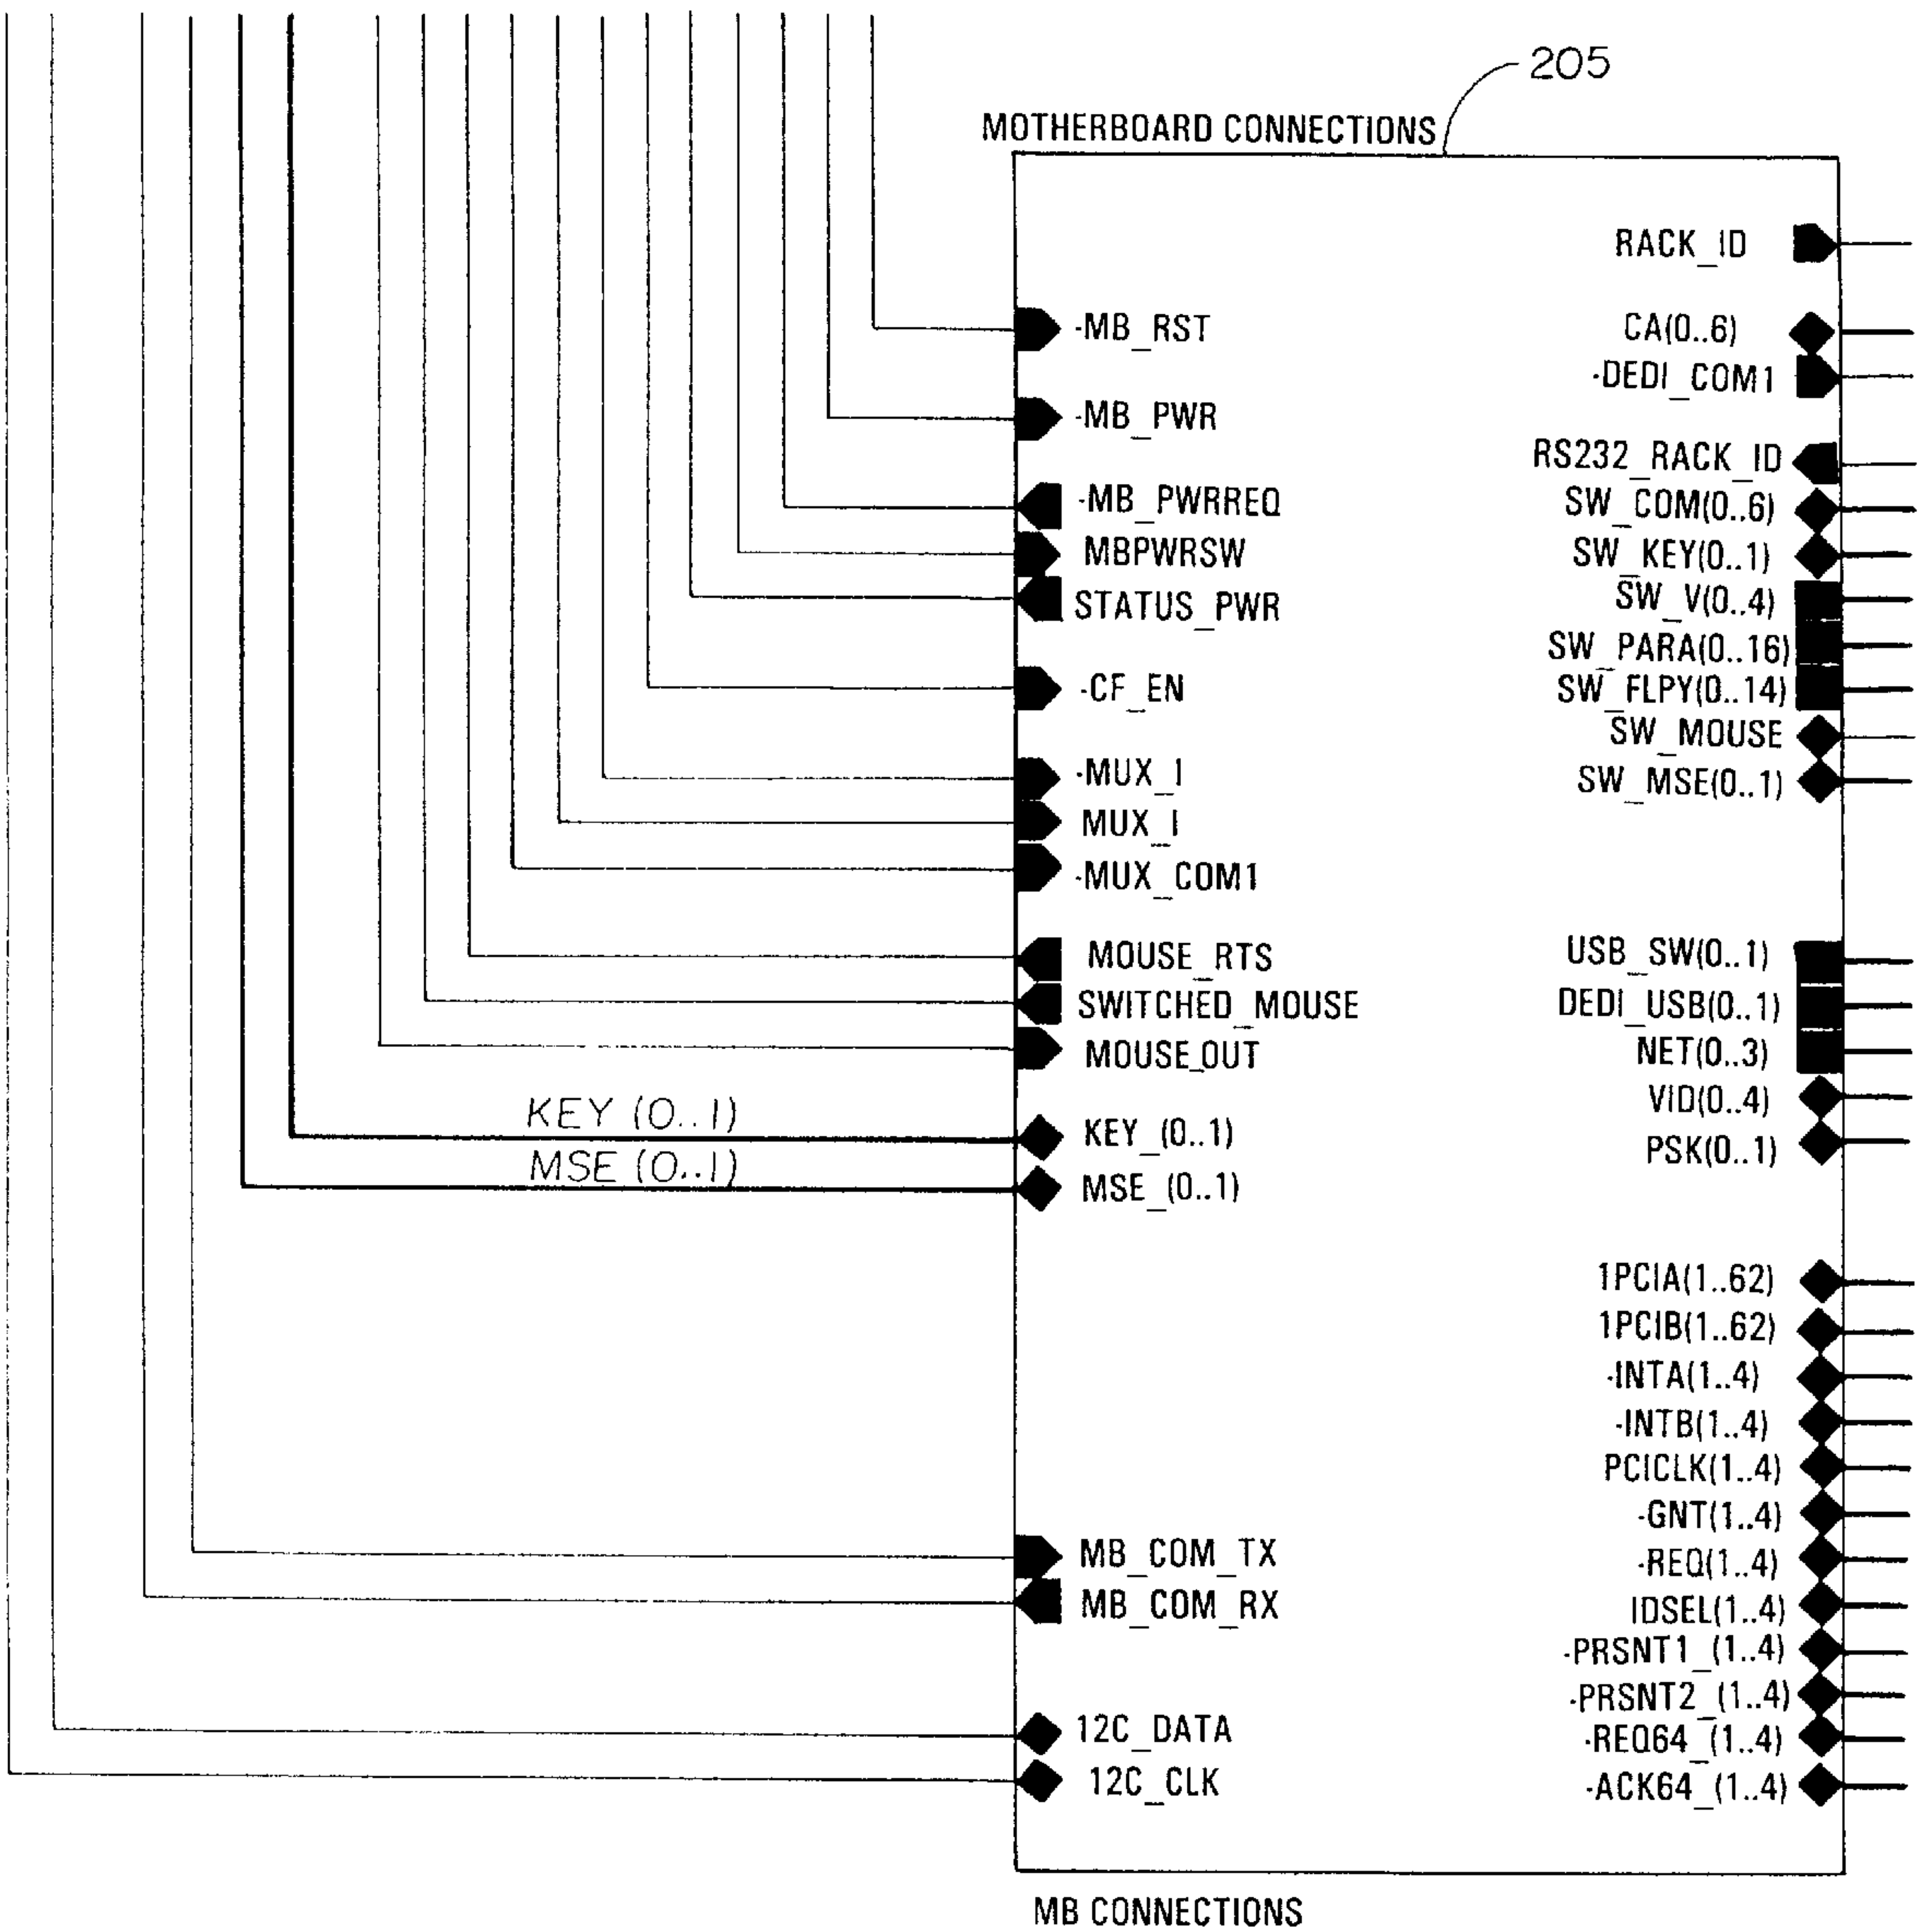 205
MOTHERBOARD CONNECTIONS
RACK_ID
-MB_RST
CA(0..6)
-DEDI_COM1
-MB_PWR
RS232_RACK_ID
-MB_PWRREQ
SW_COM(0..6)
MBPWRSW
SW_KEY(0..1)
STATUS_PWR
SW_V(0..4)
SW_PARA(0..16)
-CF_EN
SW_FLPY(0..14)
SW_MOUSE
-MUX_I
SW_MSE(0..1)
MUX_I
-MUX_COM1
MOUSE_RTS
USB_SW(0..1)
SWITCHED_MOUSE
DEDI_USB(0..1)
MOUSE_OUT
NET(0..3)
VID(0..4)
KEY (0..1)
KEY_(0..1)
PSK(0..1)
MSE (0..1)
MSE_(0..1)
1PCIA(1..62)
1PCIB(1..62)
-INTA(1..4)
-INTB(1..4)
PCICLK(1..4)
-GNT(1..4)
MB_COM_TX
-REQ(1..4)
MB_COM_RX
IDSEL(1..4)
-PRSNT1_(1..4)
-PRSNT2_(1..4)
12C_DATA
-REQ64_(1..4)
12C_CLK
-ACK64_(1..4)
MB CONNECTIONS